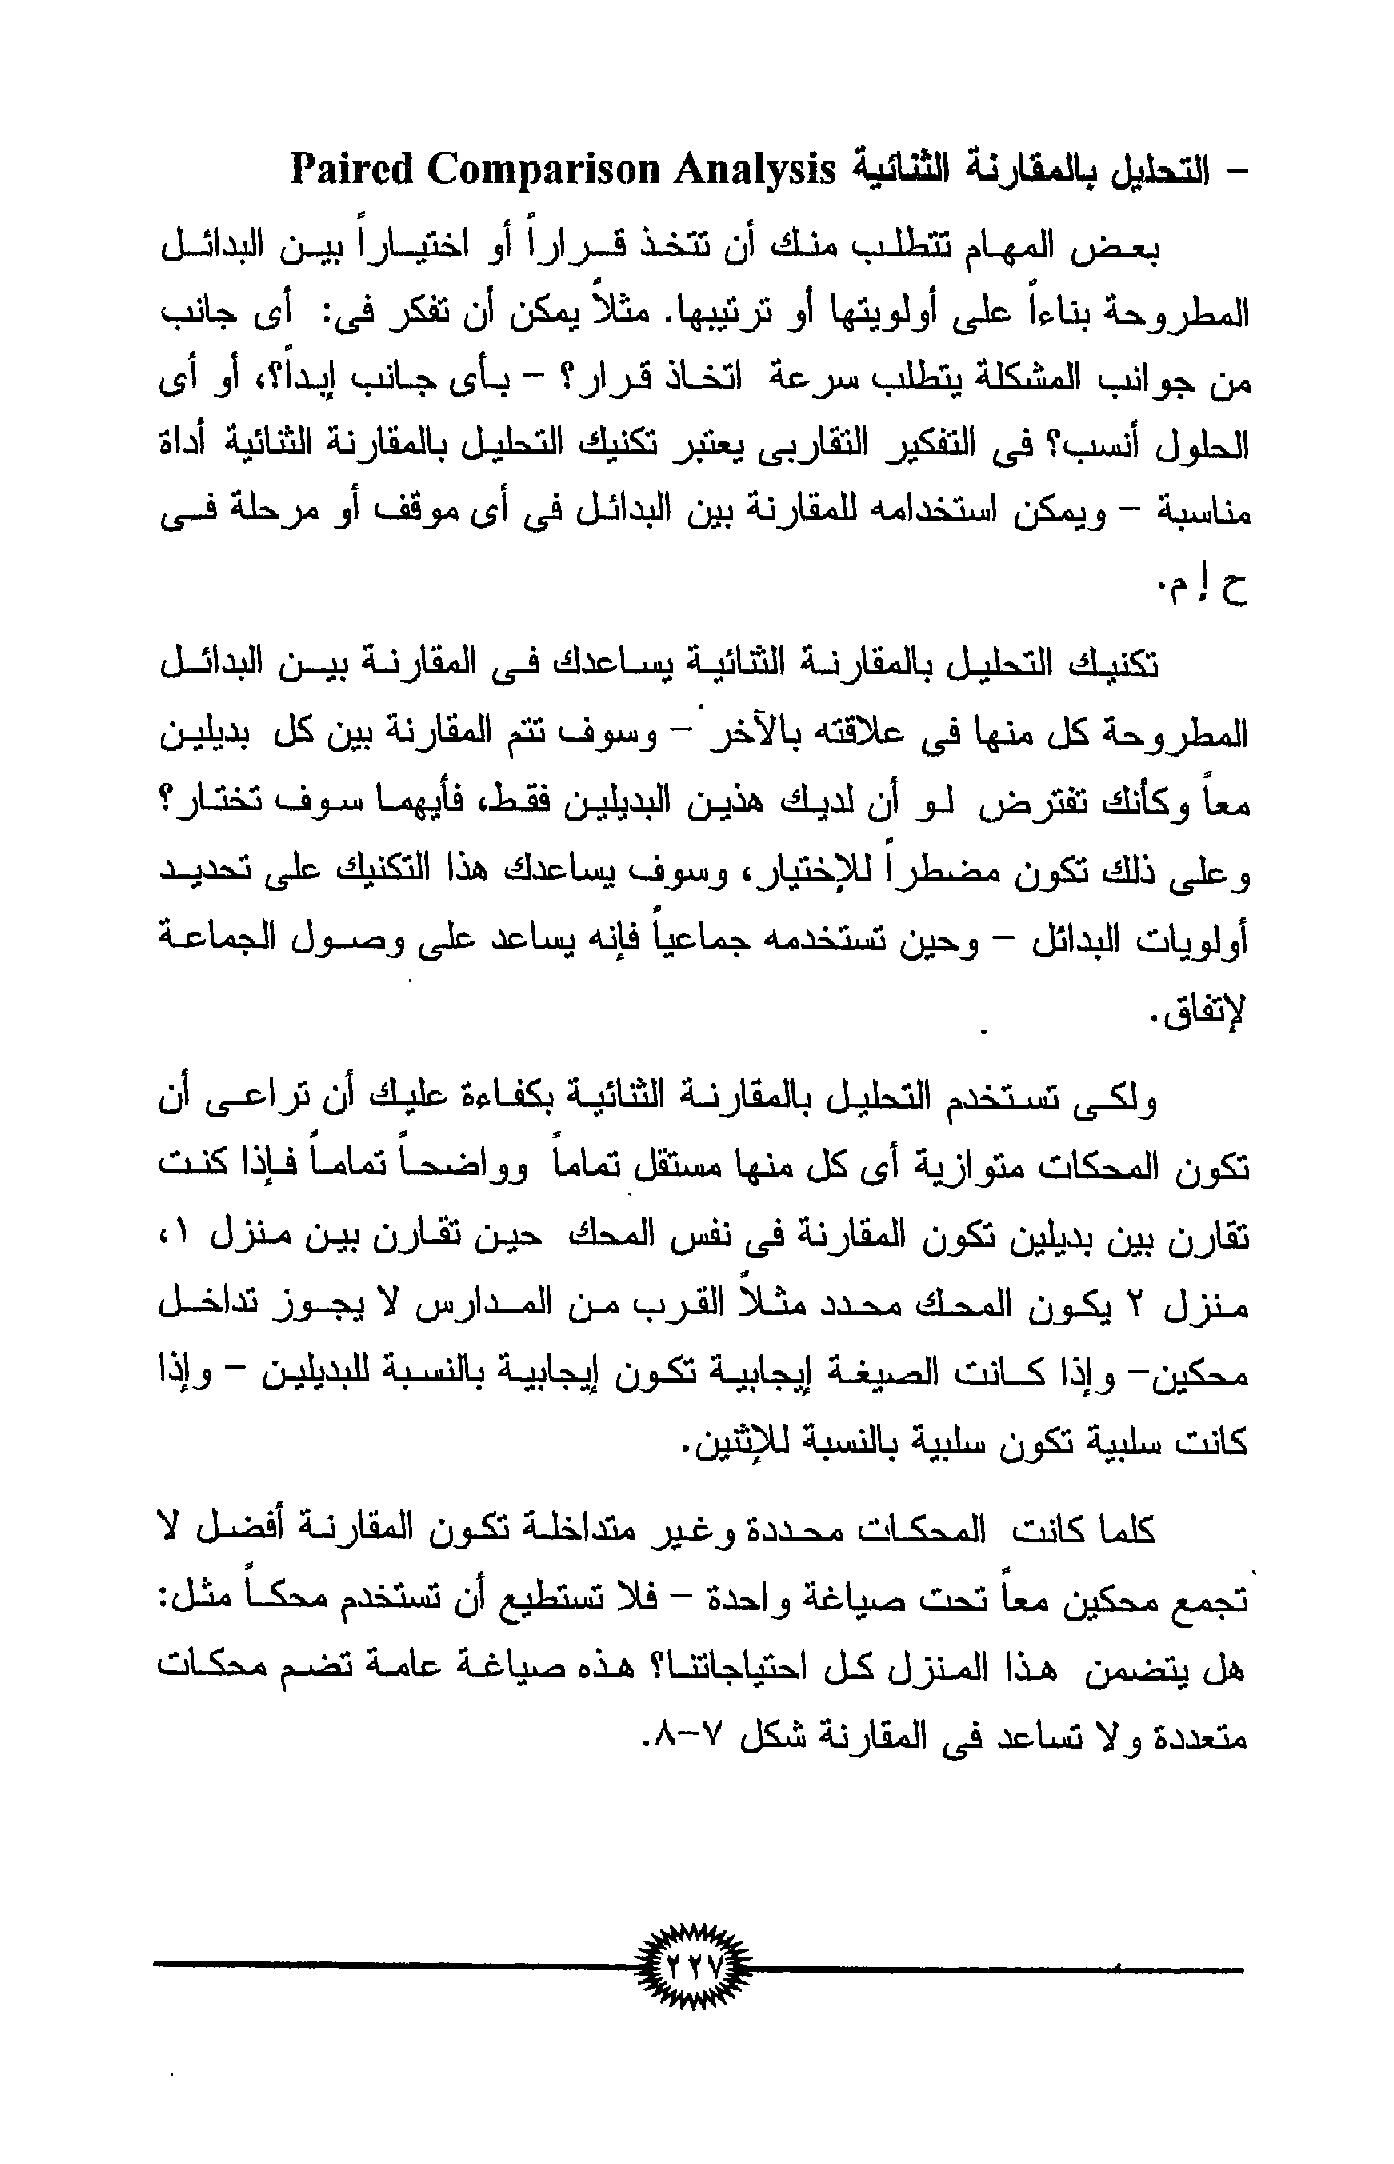 - التحليل بالمقارنة الثنائية Paired Comparison Analysis
بعض المهام تتطلب منك أن تتخذ قراراً أو اختياراً بين البدائل
المطروحة بناءاً على أولويتها أو ترتيبها. مثلاً يمكن أن تفكر فى: أى جانب
من جوانب المشكلة يتطلب سرعة اتخاذ قرار؟ - بأى جانب إبدأ؟، أو أى
الحلول أنسب؟ فى التفكير التقاربى يعتبر تكنيك التحليل بالمقارنة الثنائية أداة
مناسبة - ويمكن استخدامه للمقارنة بين البدائل فى أى موقف أو مرحلة فى
ح إ م.
تكنيك التحليل بالمقارنة الثنائية يساعدك فى المقارنة بين البدائل
المطروحة كل منها فى علاقته بالآخر - وسوف تتم المقارنة بين كل بديلين
معاً وكأنك تفترض لو أن لديك هذين البديلين فقط، فأيهما سوف تختار؟
وعلى ذلك تكون مضطراً للإختيار، وسوف يساعدك هذا التكنيك على تحديد
أولويات البدائل - وحين تستخدمه جماعياً فإنه يساعد على وصول الجماعة
لإتفاق.
ولكى تستخدم التحليل بالمقارنة الثنائية بكفاءة عليك أن تراعى أن
تكون المحكات متوازية أى كل منها مستقل تماماً وواضحاً تماماً فإذا كنت
تقارن بين بديلين تكون المقارنة فى نفس المحك حين تقارن بين منزل ١،
منزل ٢ يكون المحك محدد مثلاً القرب من المدارس لا يجوز تداخل
محكين- وإذا كانت الصيغة إيجابية تكون إيجابية بالنسبة للبديلين - وإذا
كانت سلبية تكون سلبية بالنسبة للإثنين.
كلما كانت المحكات محددة وغير متداخلة تكون المقارنة أفضل لا
تجمع محكين معاً تحت صياغة واحدة - فلا تستطيع أن تستخدم محكاً مثل:
هل يتضمن هذا المنزل كل احتياجاتنا؟ هذه صياغة عامة تضم محكات
متعددة ولا تساعد فى المقارنة شكل ٧-٨.
٢٢٧